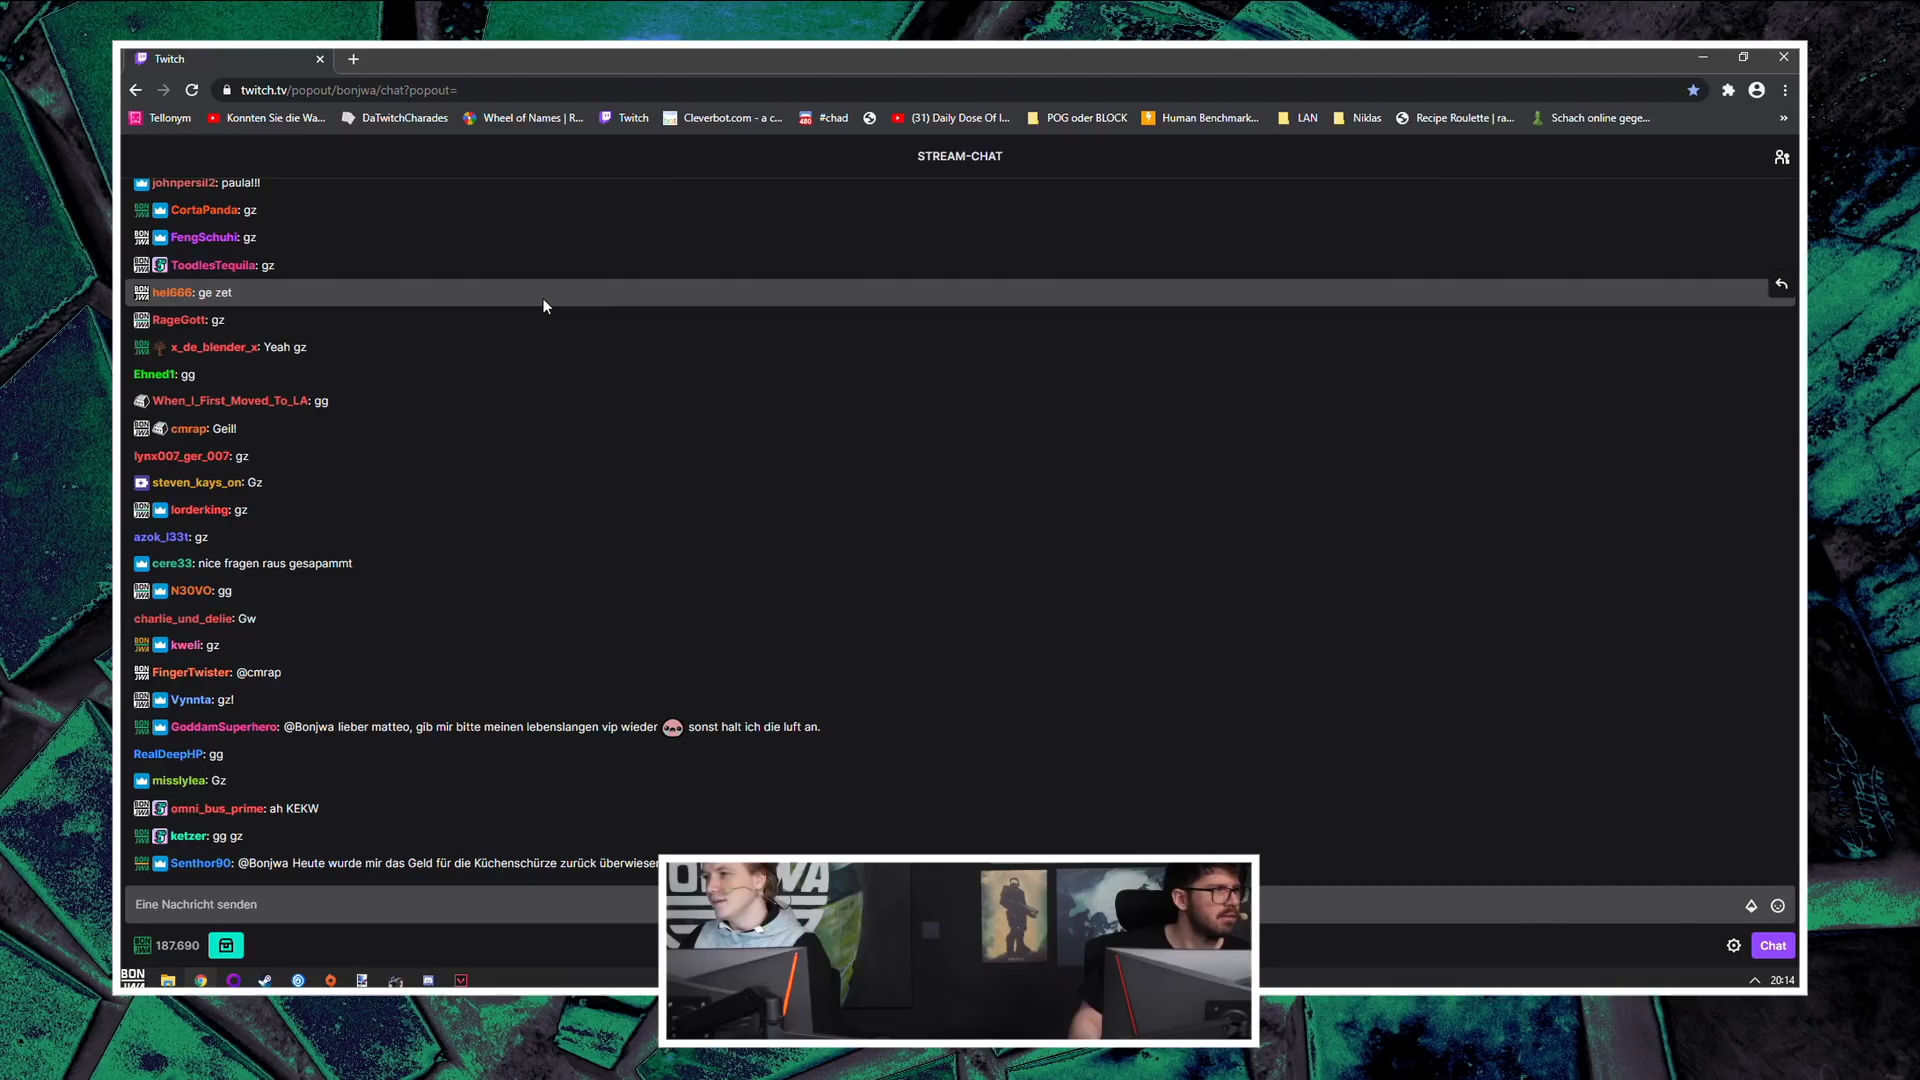 Twitch
twitch.tv/popout/bonjwa/chat?popout=
Tellonym Konnten Sie die Wa... DaTwitchCharades Wheel of Names | R... Twitch Cleverbot.com - a c... #chad (31) Daily Dose Of I... POG oder BLOCK Human Benchmark... LAN Niklas Recipe Roulette | ra... Schach online gege...
STREAM-CHAT
johnpersil2: paula!!!
CortaPanda: gz
FengSchuhi: gz
ToodlesTequila: gz
hel666: ge zet
RageGott: gz
x_de_blender_x: Yeah gz
Ehned1: gg
When_I_First_Moved_To_LA: gg
cmrap: Geil!
lynx007_ger_007: gz
steven_kays_on: Gz
lorderking: gz
azok_l33t: gz
cere33: nice fragen raus gesapammt
N30VO: gg
charlie_und_delie: Gw
kweli: gz
FingerTwister: @cmrap
Vynnta: gz!
GoddamSuperhero: @Bonjwa lieber matteo, gib mir bitte meinen lebenslangen vip wieder sonst halt ich die luft an.
RealDeepHP: gg
misslylea: Gz
omni_bus_prime: ah KEKW
ketzer: gg gz
Senthor90: @Bonjwa Heute wurde mir das Geld für die Küchenschürze zurück überwiesen
Eine Nachricht senden
187.690
Chat
BON
20:14